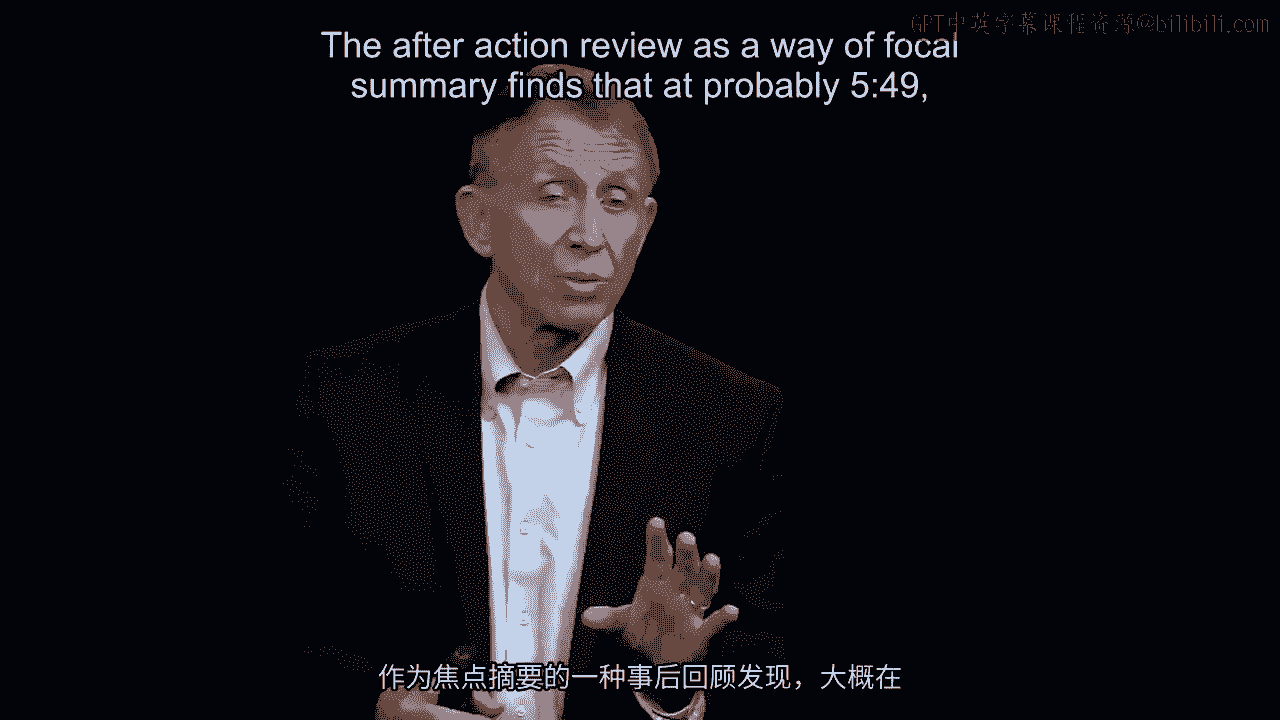 GPT中英字幕课程资源@bilibili.com
The after action review as a way of focal
summary finds that at probably 5:49,
作为焦点摘要的一种事后回顾发现，大概在